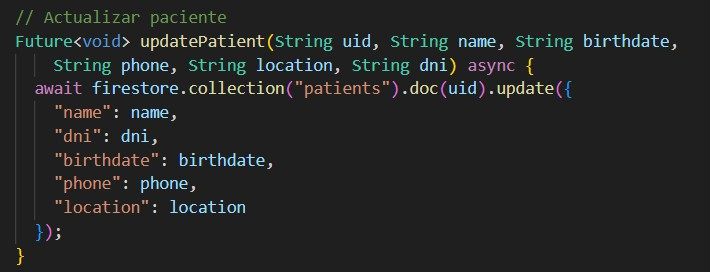 // Actualizar paciente
Future<void> updatePatient(String uid, String name, String birthdate,
    String phone, String location, String dni) async {
  await firestore.collection("patients").doc(uid).update({
    "name": name,
    "dni": dni,
    "birthdate": birthdate,
    "phone": phone,
    "location": location
  });
}